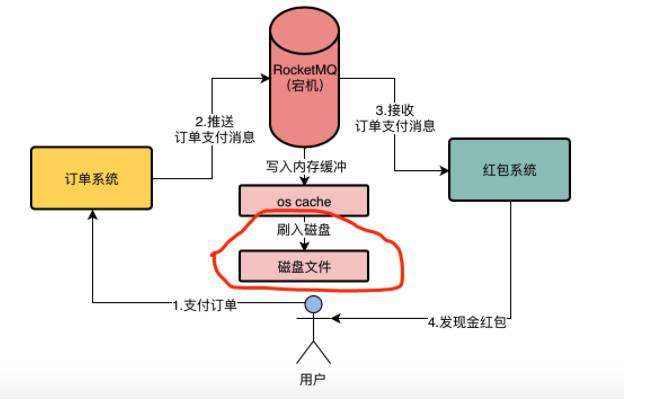 RocketMQ
（宕机）
2.推送
订单支付消息
3.接收
订单支付消息
写入内存缓冲
订单系统
红包系统
os cache
刷入磁盘
磁盘文件
1.支付订单
4.发现金红包
用户